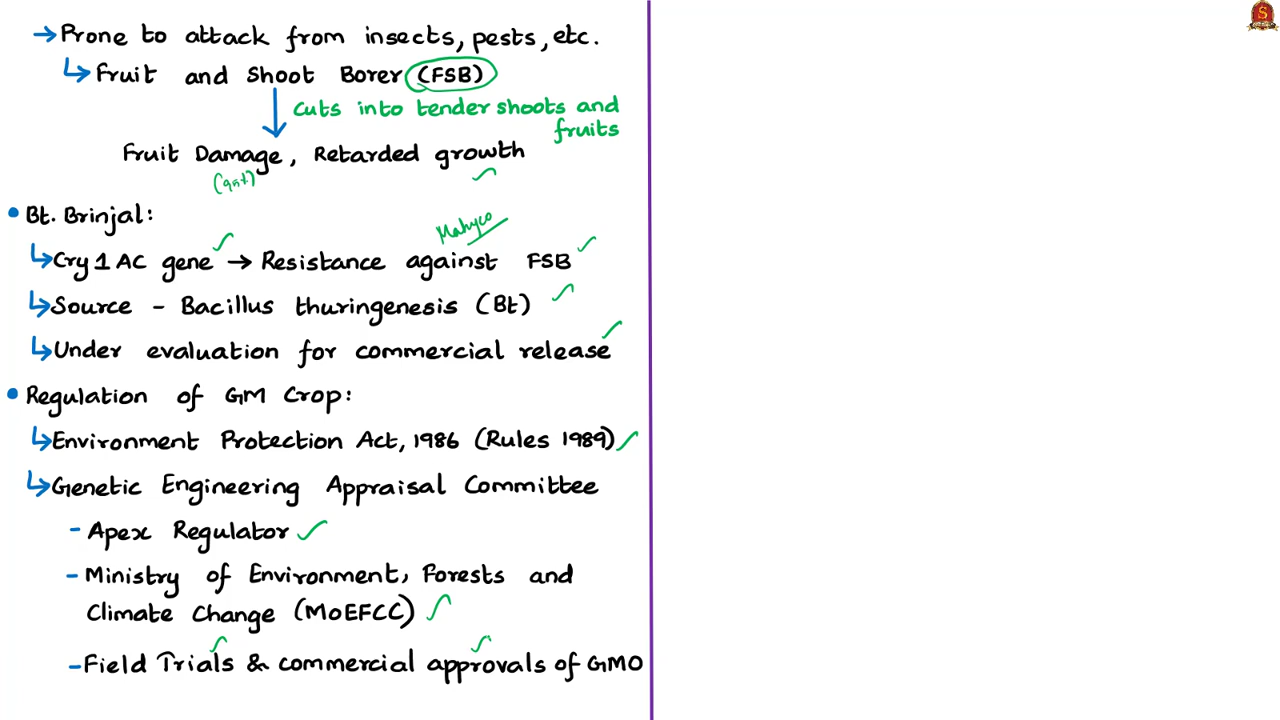 → Prone to attack from insects, pests, etc.
↳ Fruit and Shoot Borer (FSB)
cuts into tender shoots and
fruits
Fruit Damage, Retarded growth
• Bt. Brinjal:
Mahyco
↳ Cry 1 AC gene → Resistance against FSB
↳ Source - Bacillus thuringenesis (Bt)
↳ Under evaluation for commercial release
• Regulation of GM Crop:
↳ Environment Protection Act, 1986 (Rules 1989)
↳ Genetic Engineering Appraisal Committee
- Apex Regulator
- Ministry of Environment, Forests and
Climate Change (MoEFCC)
- Field Trials & commercial approvals of GMO